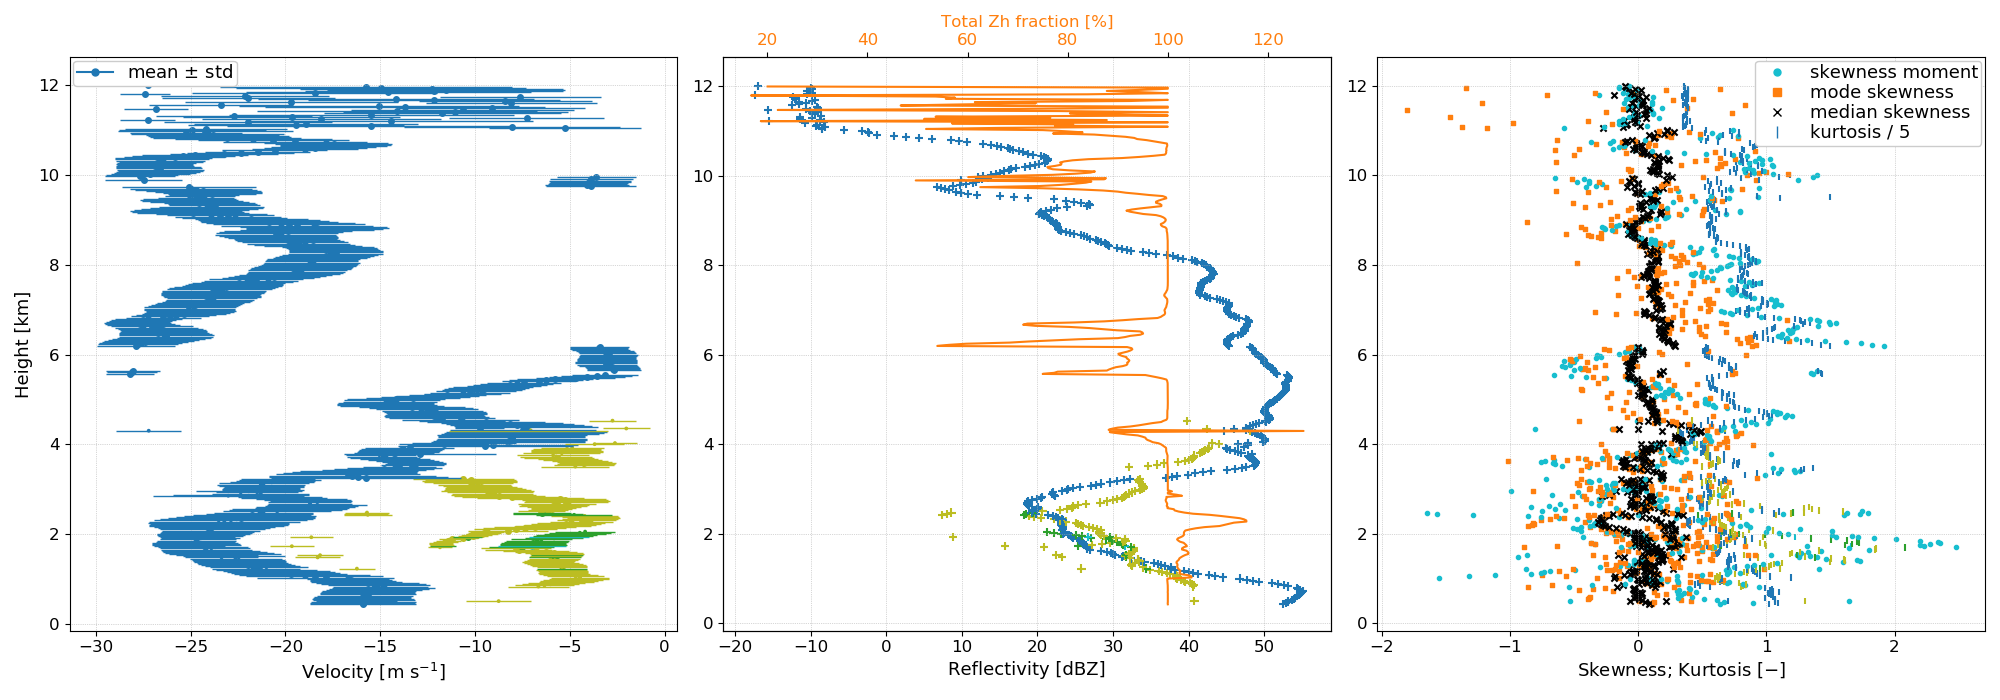 Total Zh fraction [%]
20 40 60 80 100 120
mean ± std
skewness moment
mode skewness
median skewness
kurtosis / 5
Height [km]
12 12 12
10 10 10
8 8 8
6 6 6
4 4 4
2 2 2
0 0 0
−30 −25 −20 −15 −10 −5 0
−20 −10 0 10 20 30 40 50
−2 −1 0 1 2
Velocity [m s⁻¹]
Reflectivity [dBZ]
Skewness; Kurtosis [−]